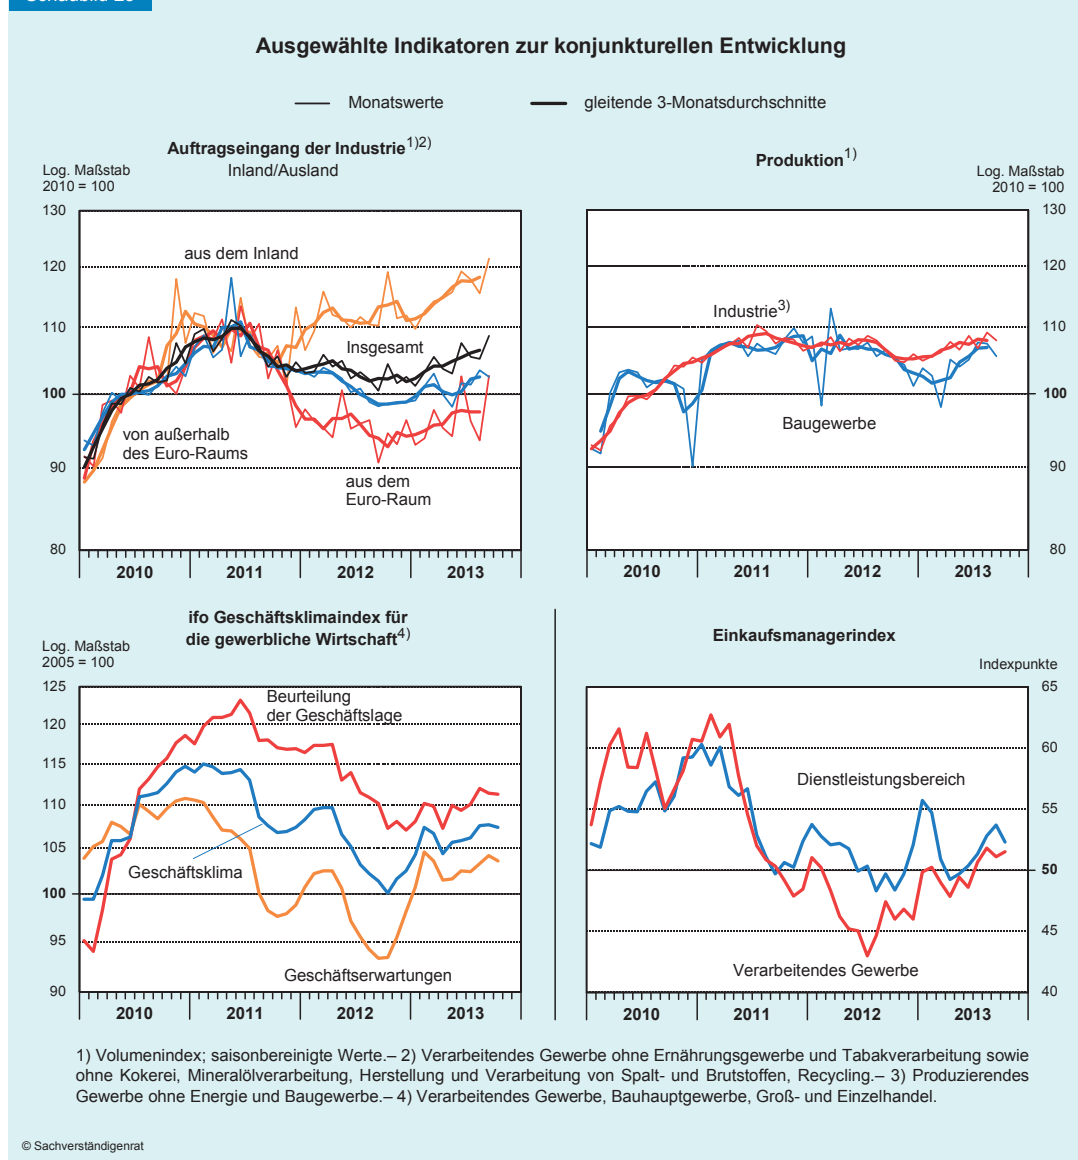 Ausgewählte Indikatoren zur konjunkturellen Entwicklung
Monatswerte
gleitende 3-Monatsdurchschnitte
Auftragseingang der Industrie1)2)
Inland/Ausland
Log. Maßstab
2010 = 100
130
120
110
100
90
80
aus dem Inland
Insgesamt
von außerhalb
des Euro-Raums
aus dem
Euro-Raum
2010 2011 2012 2013
Produktion1)
Log. Maßstab
2010 = 100
130
120
110
100
90
80
Industrie3)
Baugewerbe
2010 2011 2012 2013
ifo Geschäftsklimaindex für
die gewerbliche Wirtschaft4)
Log. Maßstab
2005 = 100
125
120
115
110
105
100
95
90
Beurteilung
der Geschäftslage
Geschäftsklima
Geschäftserwartungen
2010 2011 2012 2013
Einkaufsmanagerindex
Indexpunkte
65
60
55
50
45
40
Dienstleistungsbereich
Verarbeitendes Gewerbe
2010 2011 2012 2013
1) Volumenindex; saisonbereinigte Werte.– 2) Verarbeitendes Gewerbe ohne Ernährungsgewerbe und Tabakverarbeitung sowie
ohne Kokerei, Mineralölverarbeitung, Herstellung und Verarbeitung von Spalt- und Brutstoffen, Recycling.– 3) Produzierendes
Gewerbe ohne Energie und Baugewerbe.– 4) Verarbeitendes Gewerbe, Bauhauptgewerbe, Groß- und Einzelhandel.
© Sachverständigenrat